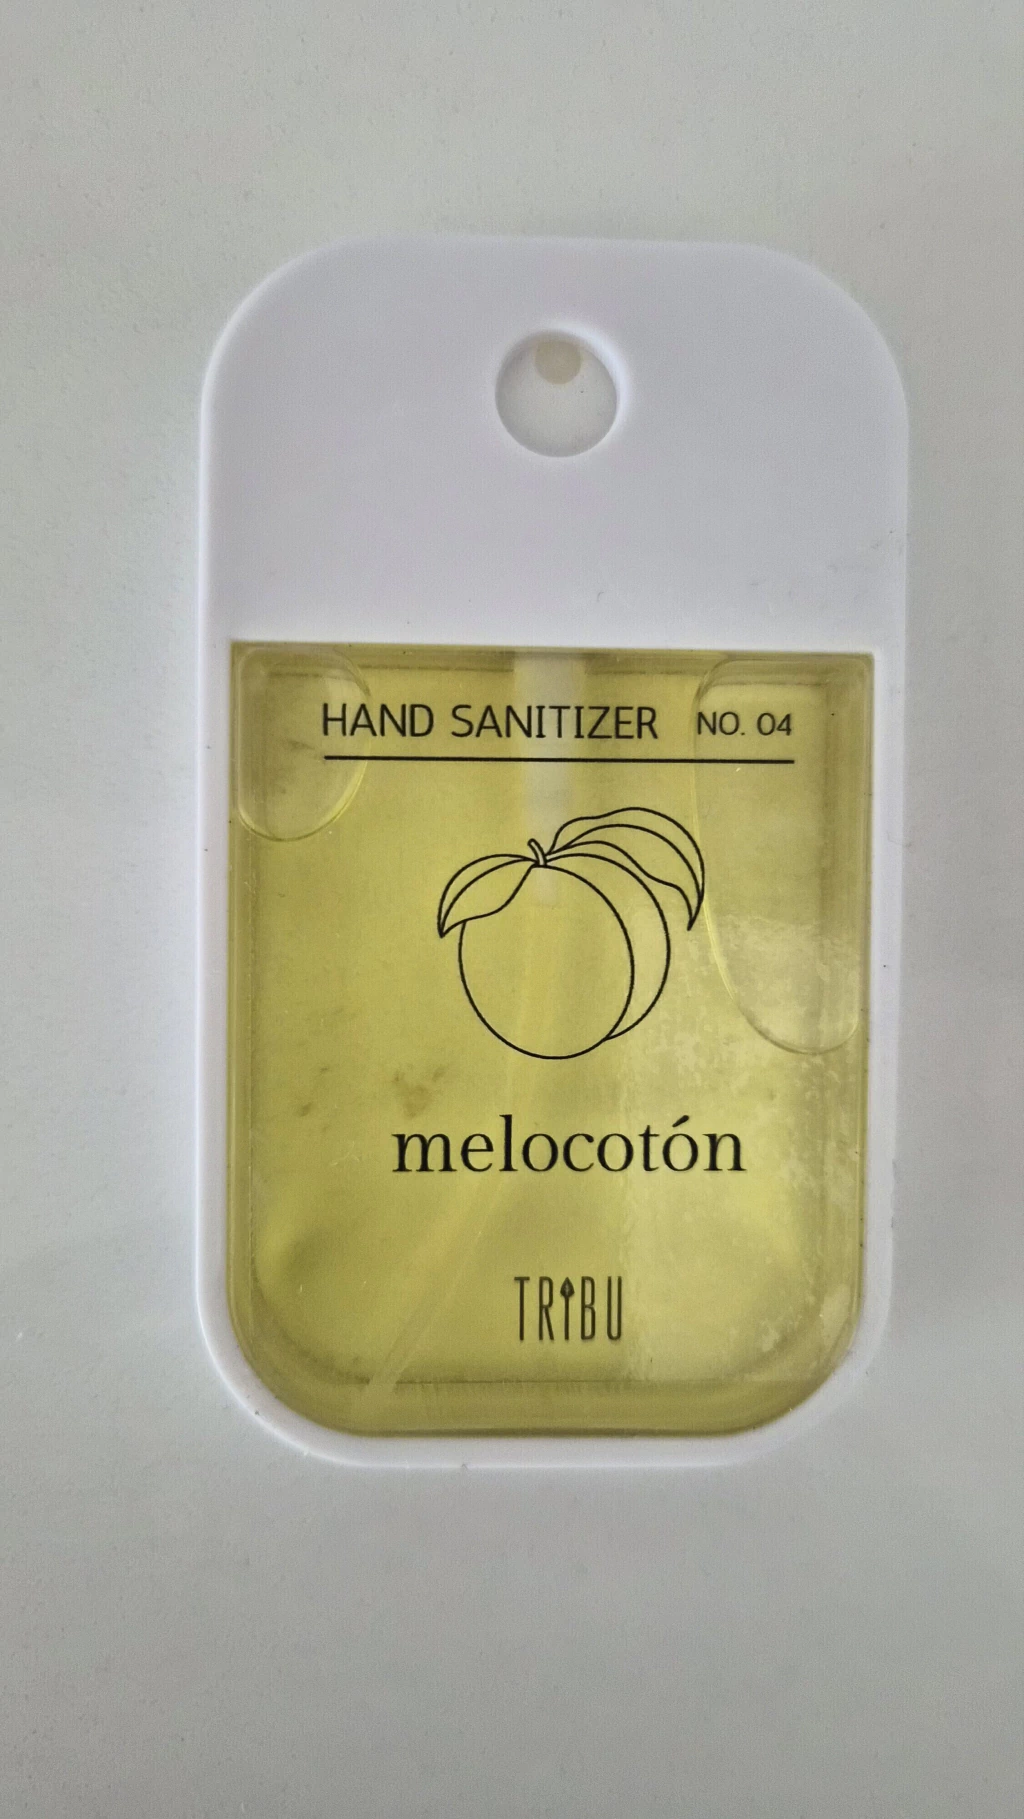 HAND SANITIZER NO. 04
melocotón
TRIBU